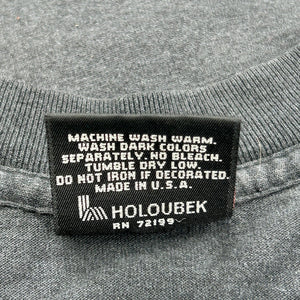 MACHINE WASH WARM.
WASH DARK COLORS
SEPARATELY. NO BLEACH.
TUMBLE DRY LOW.
DO NOT IRON IF DECORATED.
MADE IN U.S.A.
HOLOUBEK
RN 72199